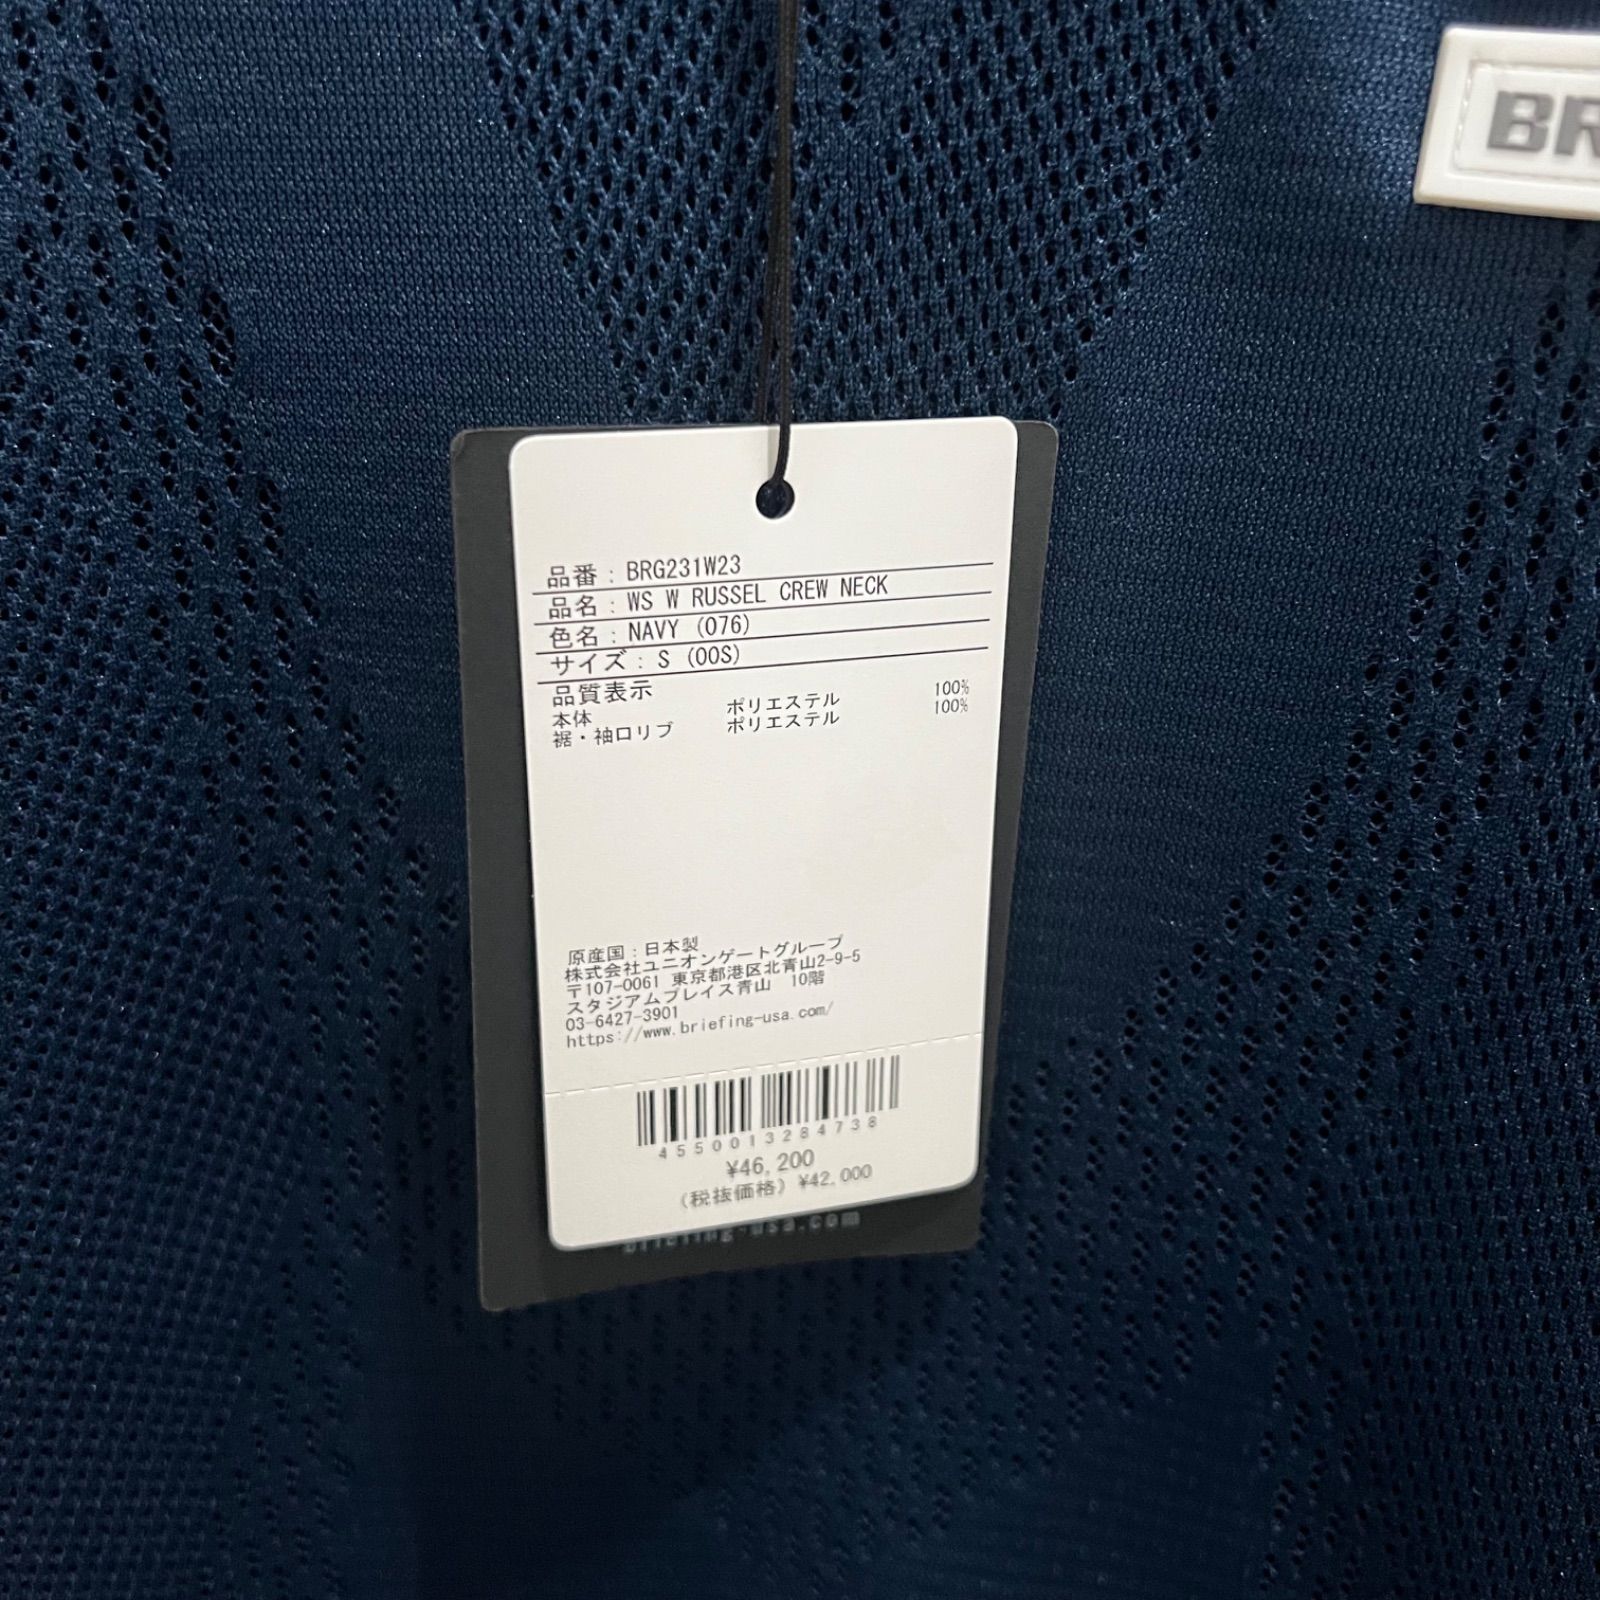 BR
品番 : BRG231W23
品名 : WS W RUSSEL CREW NECK
色名 : NAVY (076)
サイズ : S (00S)
品質表示
本体 ポリエステル 100%
裾・袖口リブ ポリエステル 100%
原産国 : 日本製
株式会社ユニオンゲートグループ
〒107-0061 東京都港区北青山2-9-5
スタジアムプレイス青山 10階
03-6427-3901
https://www.briefing-usa.com/
4550013284738
¥46,200
(税抜価格) ¥42,000
briefing-usa.com